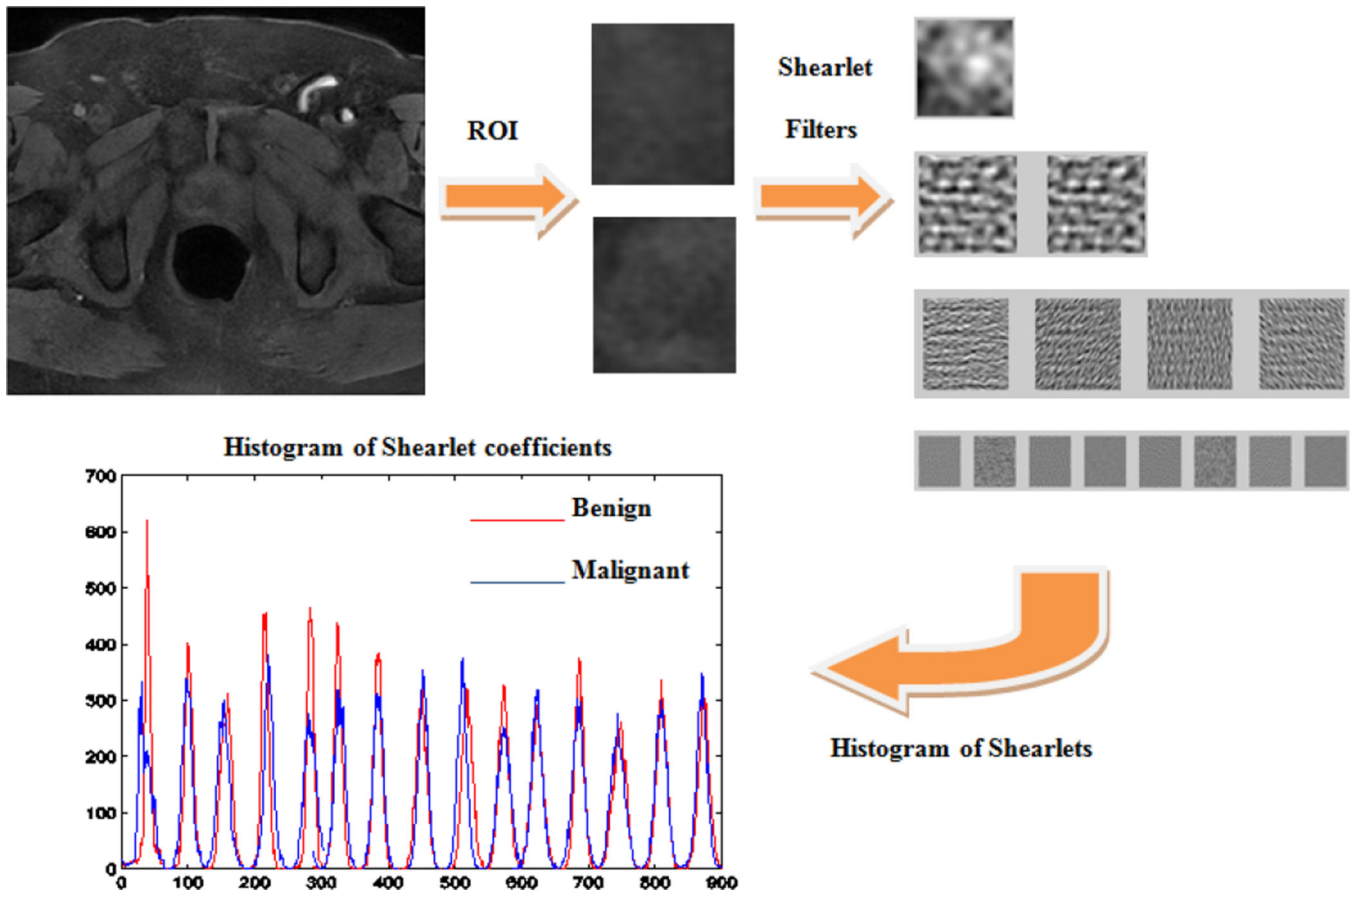 ROI
Shearlet
Filters
Histogram of Shearlet coefficients
700
600
500
400
300
200
100
0
0 100 200 300 400 500 600 700 800 900
Benign
Malignant
Histogram of Shearlets